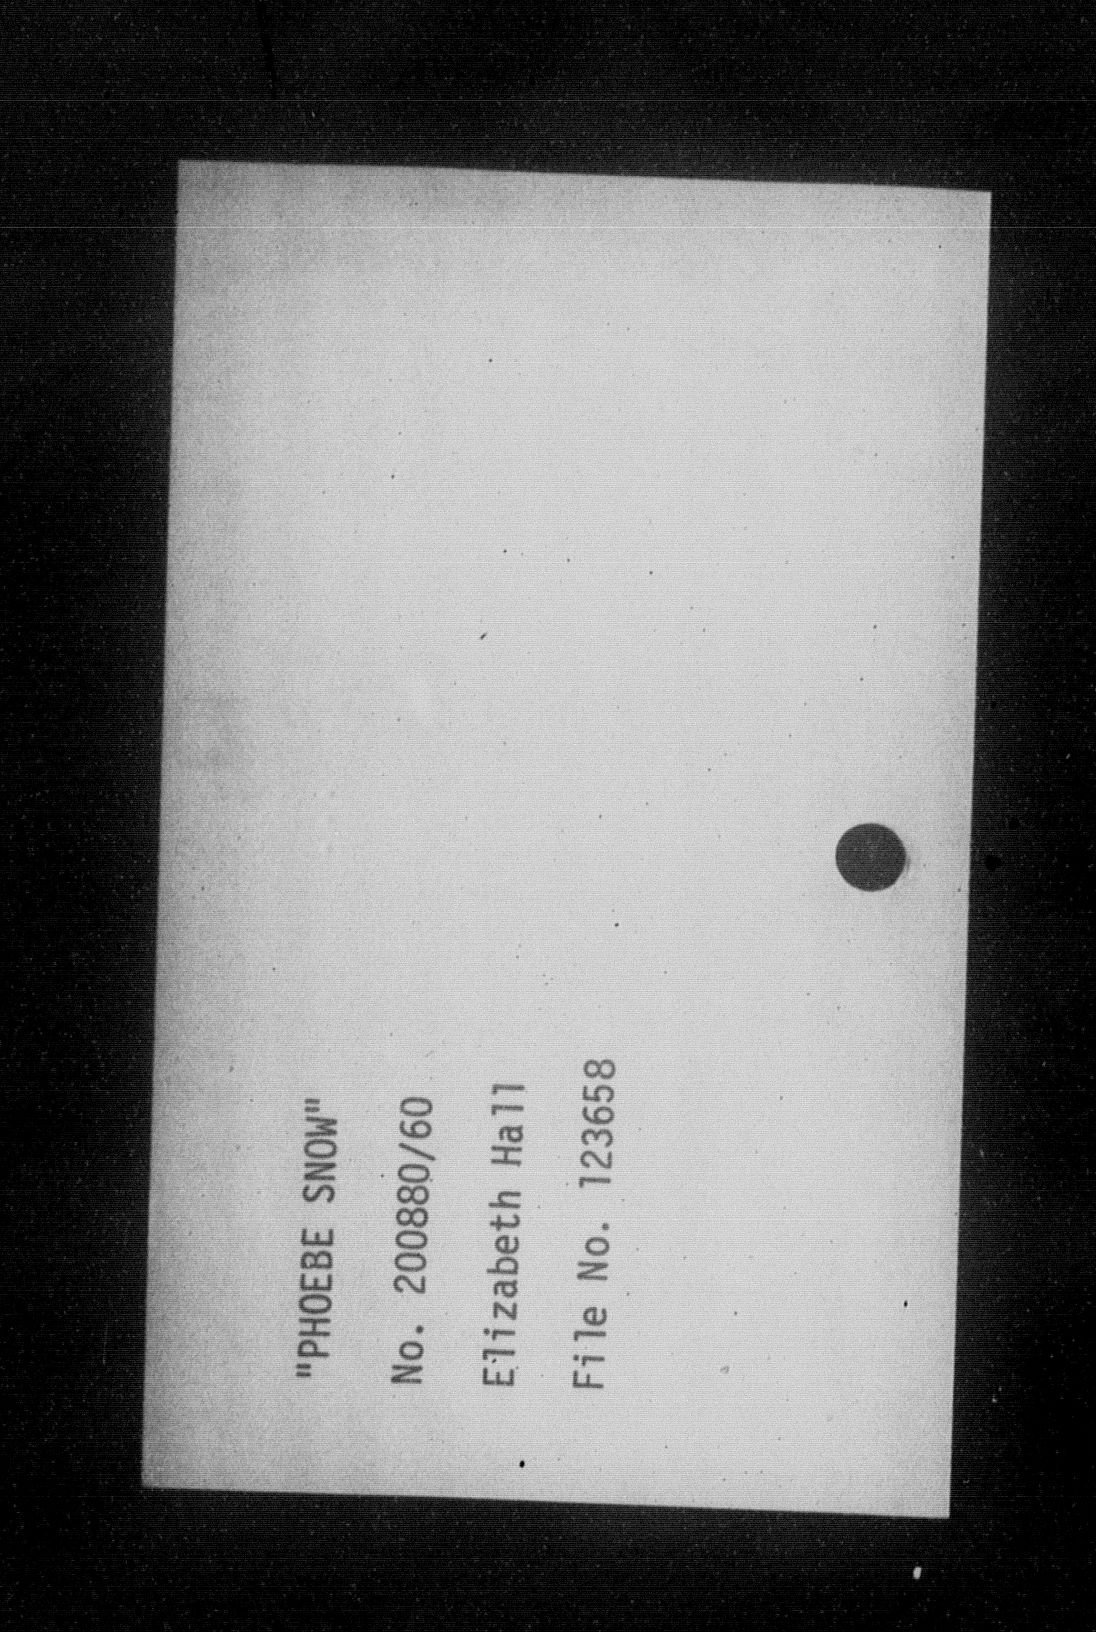 "PHOEBE SNOW"
No. 200880/60
Elizabeth Hall
File No. 123658